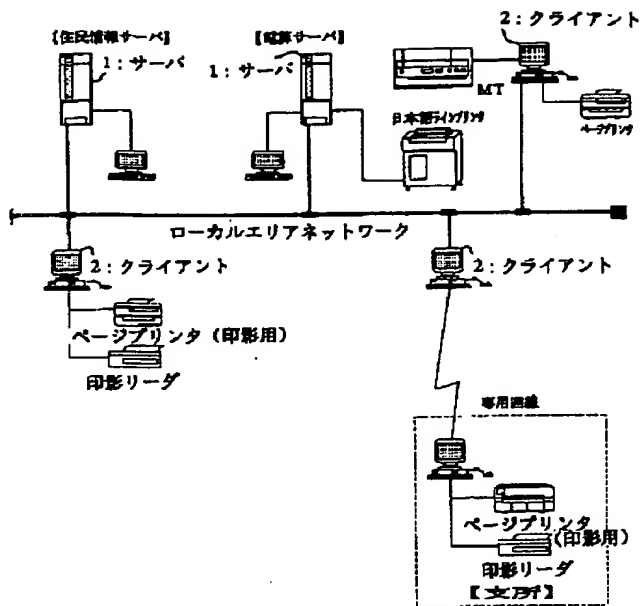 2:クライアント
【住民情報サーバ】
【電算サーバ】
1:サーバ
1:サーバ
MT
ページプリンタ
日本語ラインプリンタ
ローカルエリアネットワーク
2:クライアント
2:クライアント
ページプリンタ(印影用)
印影リーダ
専用回線
ページプリンタ
(印影用)
印影リーダ
【支所】